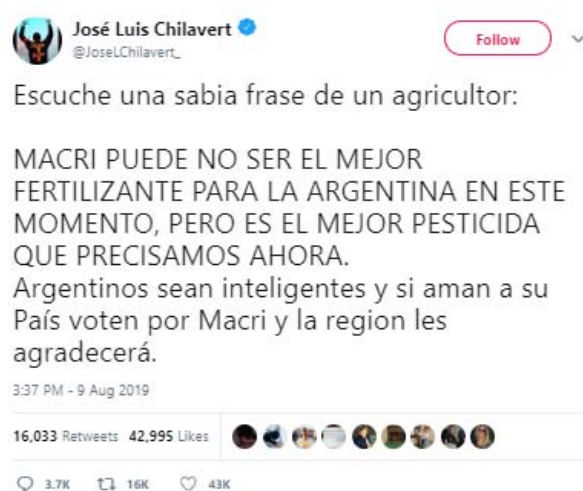 José Luis Chilavert
Follow
@JoseLChilavert_
Escuche una sabia frase de un agricultor:
MACRI PUEDE NO SER EL MEJOR
FERTILIZANTE PARA LA ARGENTINA EN ESTE
MOMENTO, PERO ES EL MEJOR PESTICIDA
QUE PRECISAMOS AHORA.
Argentinos sean inteligentes y si aman a su
País voten por Macri y la region les
agradecerá.
3:37 PM - 9 Aug 2019
16,033 Retweets 42,995 Likes
3.7K 16K 43K